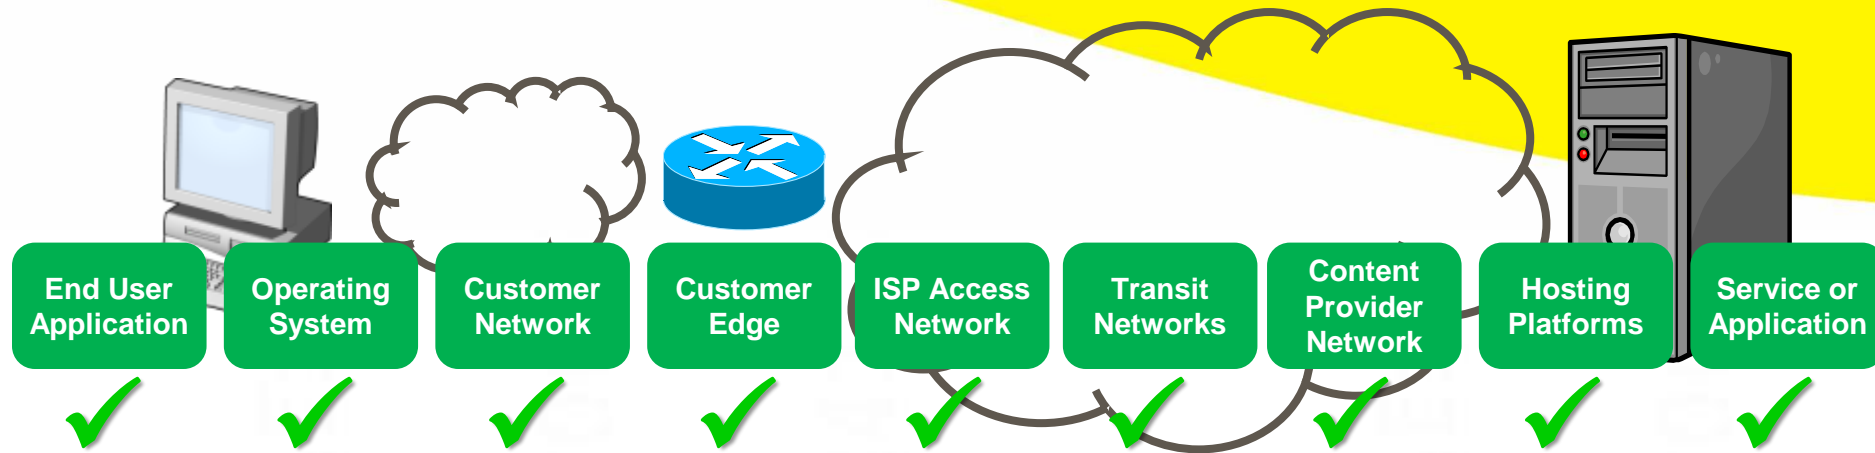 End User
Application
Operating
System
Customer
Network
Customer
Edge
ISP Access
Network
Transit
Networks
Content
Provider
Network
Hosting
Platforms
Service or
Application